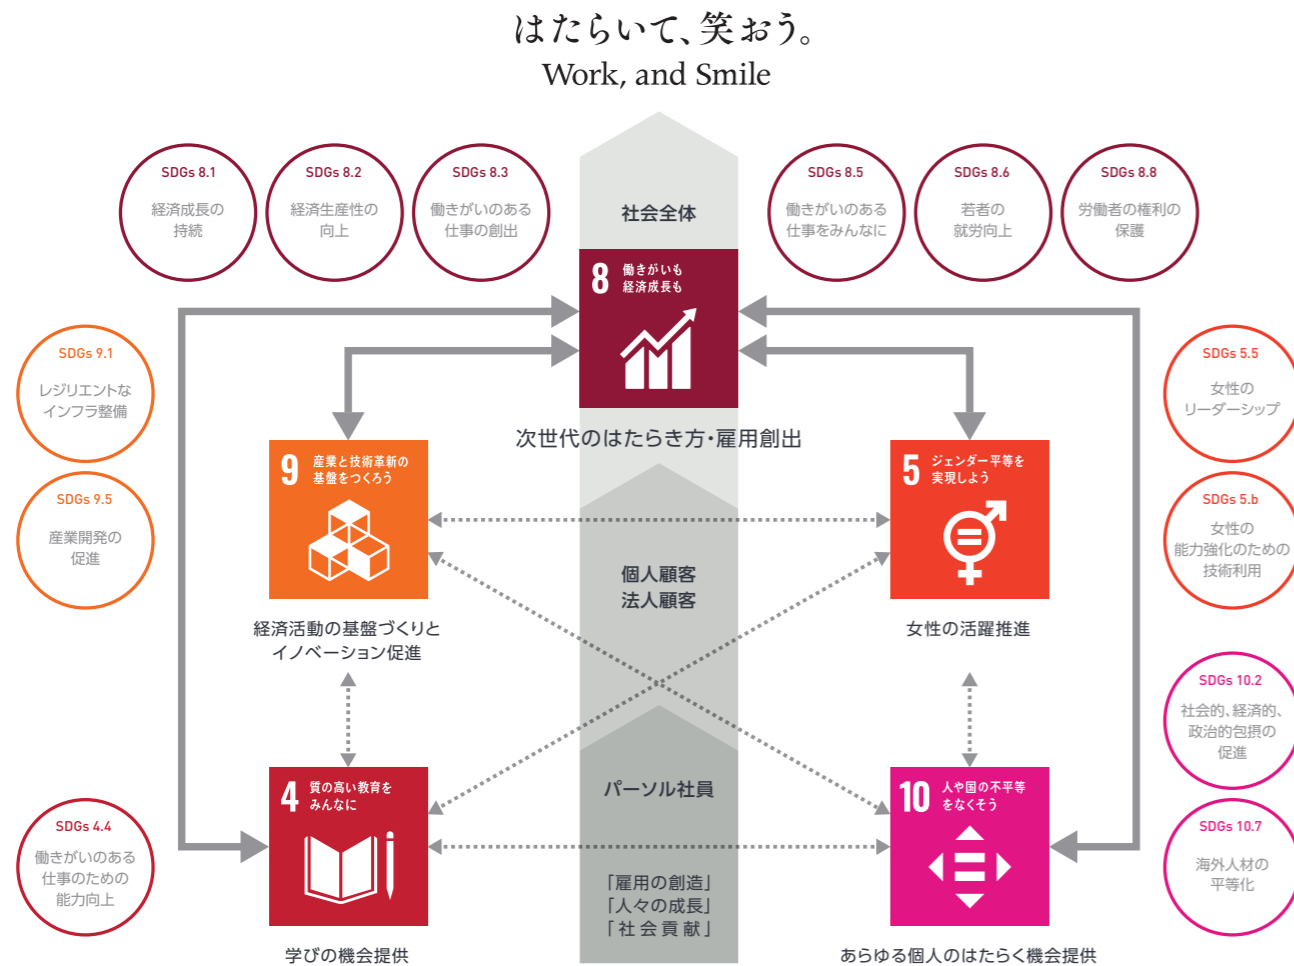 はたらいて、笑おう。
Work, and Smile
SDGs 8.1
経済成長の
持続
SDGs 8.2
経済生産性の
向上
SDGs 8.3
働きがいのある
仕事の創出
社会全体
SDGs 8.5
働きがいのある
仕事をみんなに
SDGs 8.6
若者の
就労向上
SDGs 8.8
労働者の権利の
保護
8 働きがいも
経済成長も
次世代のはたらき方・雇用創出
SDGs 9.1
レジリエントな
インフラ整備
SDGs 9.5
産業開発の
促進
9 産業と技術革新の
基盤をつくろう
経済活動の基盤づくりと
イノベーション促進
個人顧客
法人顧客
5 ジェンダー平等を
実現しよう
女性の活躍推進
SDGs 5.5
女性の
リーダーシップ
SDGs 5.b
女性の
能力強化のための
技術利用
SDGs 4.4
働きがいのある
仕事のための
能力向上
4 質の高い教育を
みんなに
学びの機会提供
パーソル社員
「雇用の創造」
「人々の成長」
「社会貢献」
10 人や国の不平等
をなくそう
あらゆる個人のはたらく機会提供
SDGs 10.2
社会的、経済的、
政治的包摂の
促進
SDGs 10.7
海外人材の
平等化